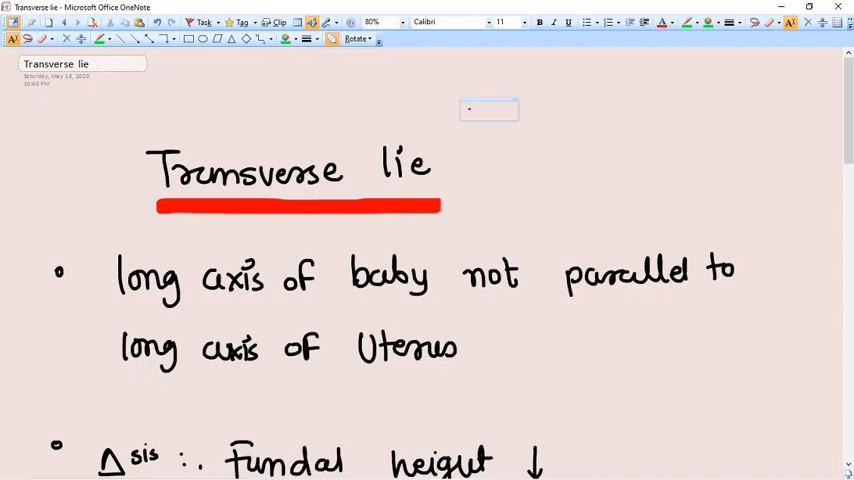 Transverse lie - Microsoft Office OneNote
Task Tag Clip 80% Calibri 11 B I U
Rotate
Transverse lie
Saturday, May 16, 2020
10:40 PM
Transverse lie
• long axis of baby not parallel to
long axis of Uterus
• Δsis :. Fundal height ↓